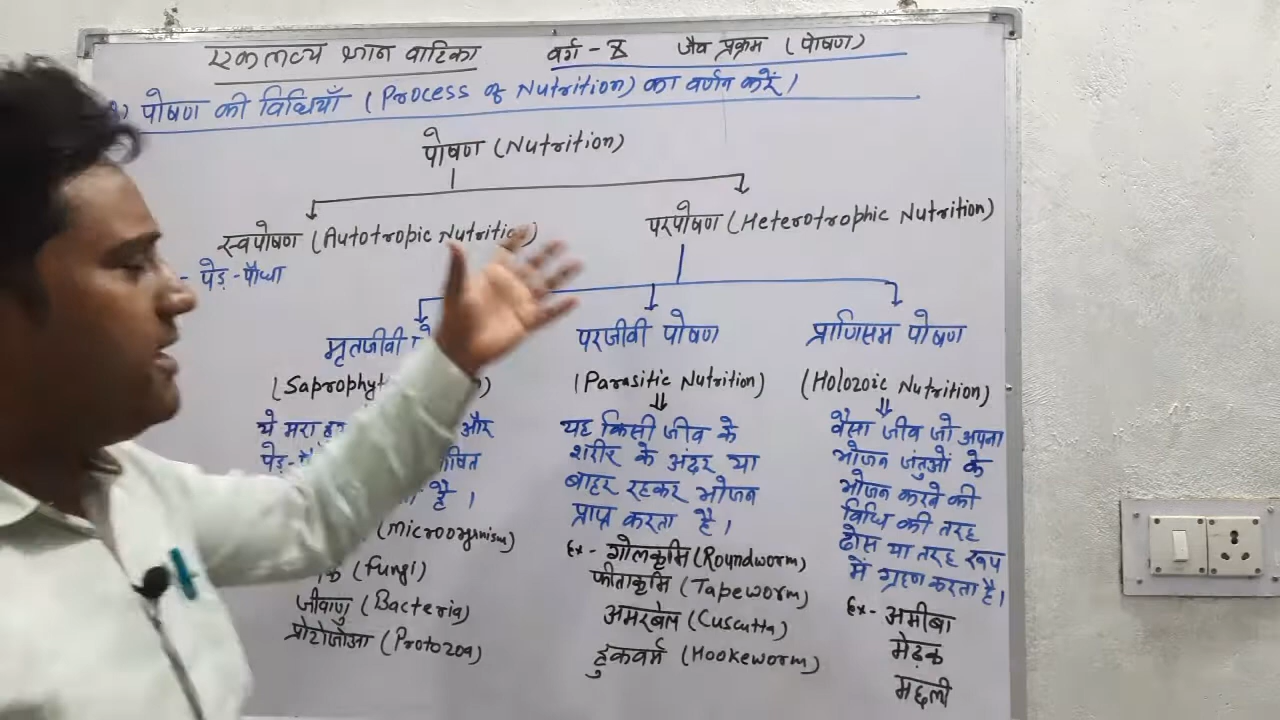 एकलव्य ज्ञान वाटिका वर्ग - X जैव प्रक्रम (पोषण)
पोषण की विधियाँ (Process of Nutrition) का वर्णन करें।
पोषण (Nutrition)
स्वपोषण (Autotropic Nutrition)
परपोषण (Heterotrophic Nutrition)
- पेड़ -पौधा
मृतजीवी
(Saprophyt
ये मरा और
पेड़-
है।
(microorganism)
(Fungi)
जीवाणु (Bacteria)
प्रोटोजोआ (Protozoa)
परजीवी पोषण
(Parasitic Nutrition)
यह किसी जीव के
शरीर के अंदर या
बाहर रहकर भोजन
प्राप्त करता है।
Ex- गोलकृमि (Roundworm)
फीताकृमि (Tapeworm)
अमरबेल (Cuscutta)
हुकवर्म (Hookeworm)
प्राणिसम पोषण
(Holozoic Nutrition)
वैसा जीव जो अपना
भोजन जंतुओं के
भोजन करने की
विधि की तरह
ठोस या तरह रूप
में ग्रहण करता है।
Ex- अमीबा
मेढ़क
मछली